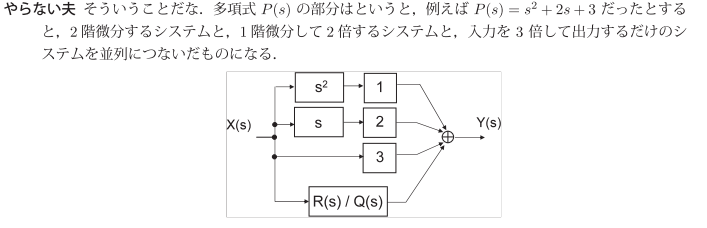 やらない夫 そういうことだな．多項式 P(s) の部分はというと，例えば P(s) = s² + 2s + 3 だったとする
と，2 階微分するシステムと，1 階微分して 2 倍するシステムと，入力を 3 倍して出力するだけのシ
ステムを並列につないだものになる．
s² 1
X(s) s 2 Y(s)
3
R(s) / Q(s)